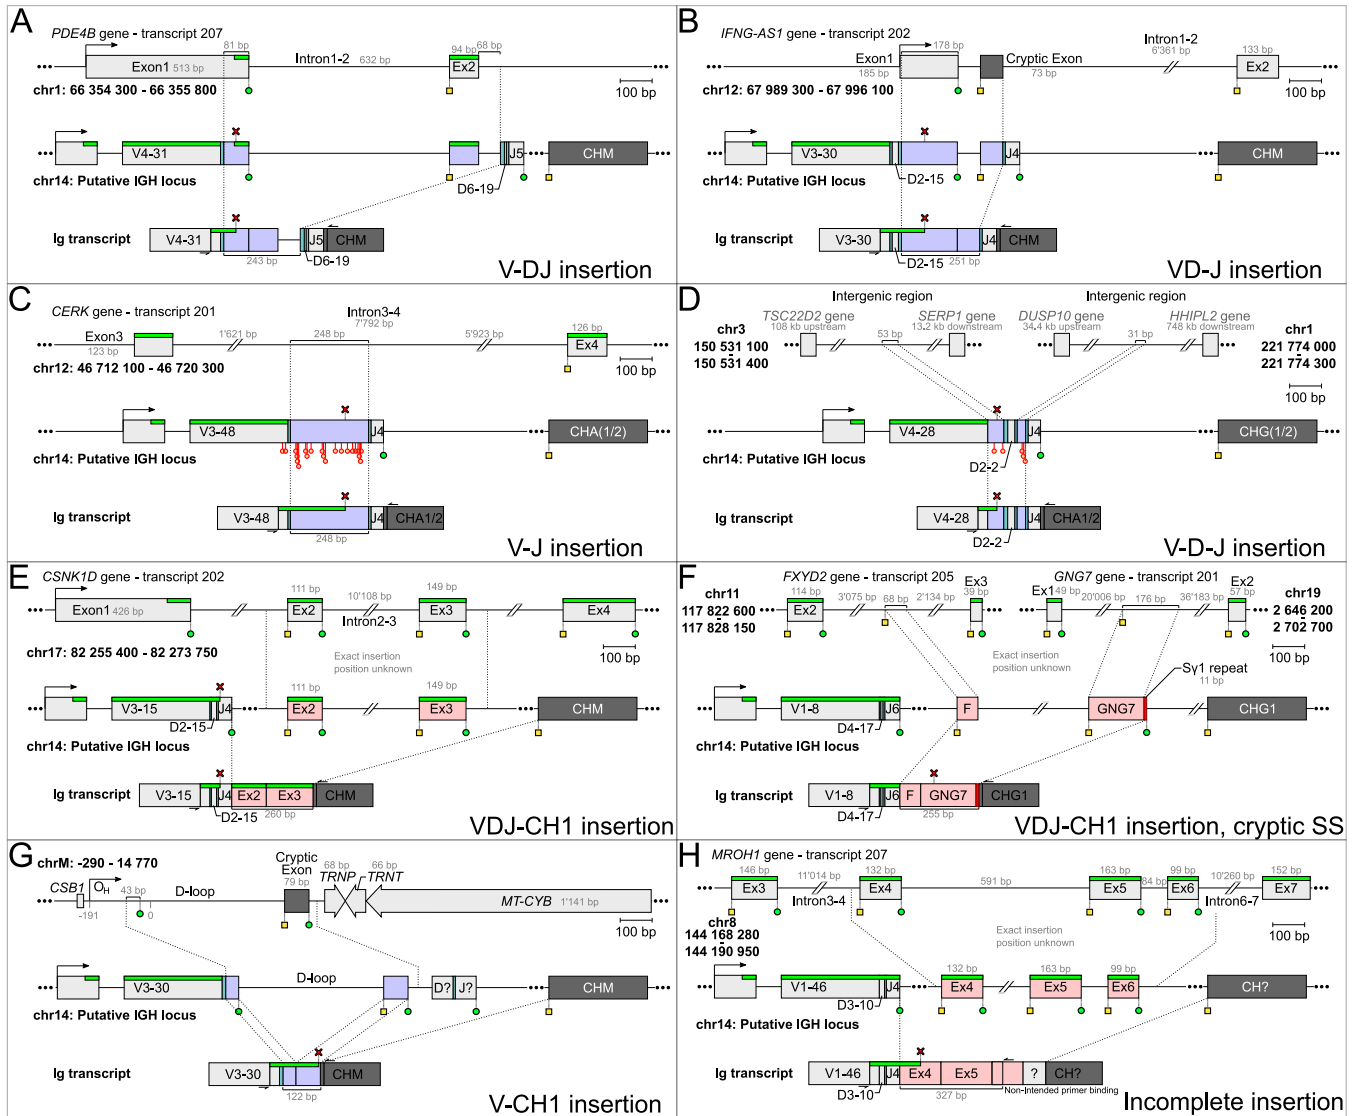 A
PDE4B gene - transcript 207
81 bp
Exon1 513 bp
Intron1-2
632 bp
94 bp
68 bp
Ex2
100 bp
chr1: 66 354 300 - 66 355 800
V4-31
J5
CHM
chr14: Putative IGH locus
D6-19
Ig transcript
V4-31
J5
CHM
243 bp
D6-19
V-DJ insertion
B
IFNG-AS1 gene - transcript 202
Exon1
185 bp
178 bp
Cryptic Exon
73 bp
Intron1-2
6'361 bp
133 bp
Ex2
100 bp
chr12: 67 989 300 - 67 996 100
V3-30
J4
CHM
D2-15
chr14: Putative IGH locus
Ig transcript
V3-30
J4
CHM
D2-15
251 bp
VD-J insertion
C
CERK gene - transcript 201
Exon3
123 bp
1'621 bp
248 bp
Intron3-4
7'792 bp
5'923 bp
126 bp
Ex4
100 bp
chr12: 46 712 100 - 46 720 300
V3-48
J4
CHA(1/2)
chr14: Putative IGH locus
Ig transcript
V3-48
J4
CHA1/2
248 bp
V-J insertion
D
Intergenic region
Intergenic region
TSC22D2 gene
108 kb upstream
SERP1 gene
13,2 kb downstream
DUSP10 gene
34,4 kb upstream
HHIPL2 gene
748 kb downstream
chr3
150 531 100
-
150 531 400
53 bp
31 bp
chr1
221 774 000
-
221 774 300
100 bp
V4-28
J4
CHG(1/2)
D2-2
chr14: Putative IGH locus
Ig transcript
V4-28
J4
CHA1/2
D2-2
V-D-J insertion
E
CSNK1D gene - transcript 202
Exon1 426 bp
111 bp
Ex2
10'108 bp
Intron2-3
149 bp
Ex3
Ex4
100 bp
chr17: 82 255 400 - 82 273 750
Exact insertion
position unknown
V3-15
J4
D2-15
111 bp
Ex2
149 bp
Ex3
CHM
chr14: Putative IGH locus
Ig transcript
V3-15
J4
Ex2
Ex3
CHM
D2-15
260 bp
VDJ-CH1 insertion
F
FXYD2 gene - transcript 205
GNG7 gene - transcript 201
chr11
117 822 600
-
117 828 150
114 bp
Ex2
3'075 bp
68 bp
2'134 bp
Ex3
39 bp
Ex1
49 bp
20'006 bp
176 bp
36'183 bp
Ex2
57 bp
chr19
2 646 200
-
2 702 700
100 bp
Exact insertion
position unknown
Sγ1 repeat
11 bp
V1-8
J6
F
GNG7
CHG1
D4-17
chr14: Putative IGH locus
Ig transcript
V1-8
J6
F
GNG7
CHG1
D4-17
255 bp
VDJ-CH1 insertion, cryptic SS
G
chrM: -290 - 14 770
CSB1
OH
-191
43 bp
0
D-loop
Cryptic
Exon
79 bp
68 bp
TRNP
66 bp
TRNT
MT-CYB
1'141 bp
100 bp
V3-30
D-loop
D?
J?
CHM
chr14: Putative IGH locus
Ig transcript
V3-30
CHM
122 bp
V-CH1 insertion
H
MROH1 gene - transcript 207
146 bp
Ex3
11'014 bp
Intron3-4
132 bp
Ex4
591 bp
163 bp
Ex5
84 bp
99 bp
Ex6
10'260 bp
Intron6-7
152 bp
Ex7
chr8
144 168 280
-
144 190 950
Exact insertion
position unknown
100 bp
V1-46
J4
D3-10
132 bp
Ex4
163 bp
Ex5
99 bp
Ex6
CH?
chr14: Putative IGH locus
Ig transcript
V1-46
J4
Ex4
Ex5
?
CH?
D3-10
327 bp
Non-Intended primer binding
Incomplete insertion